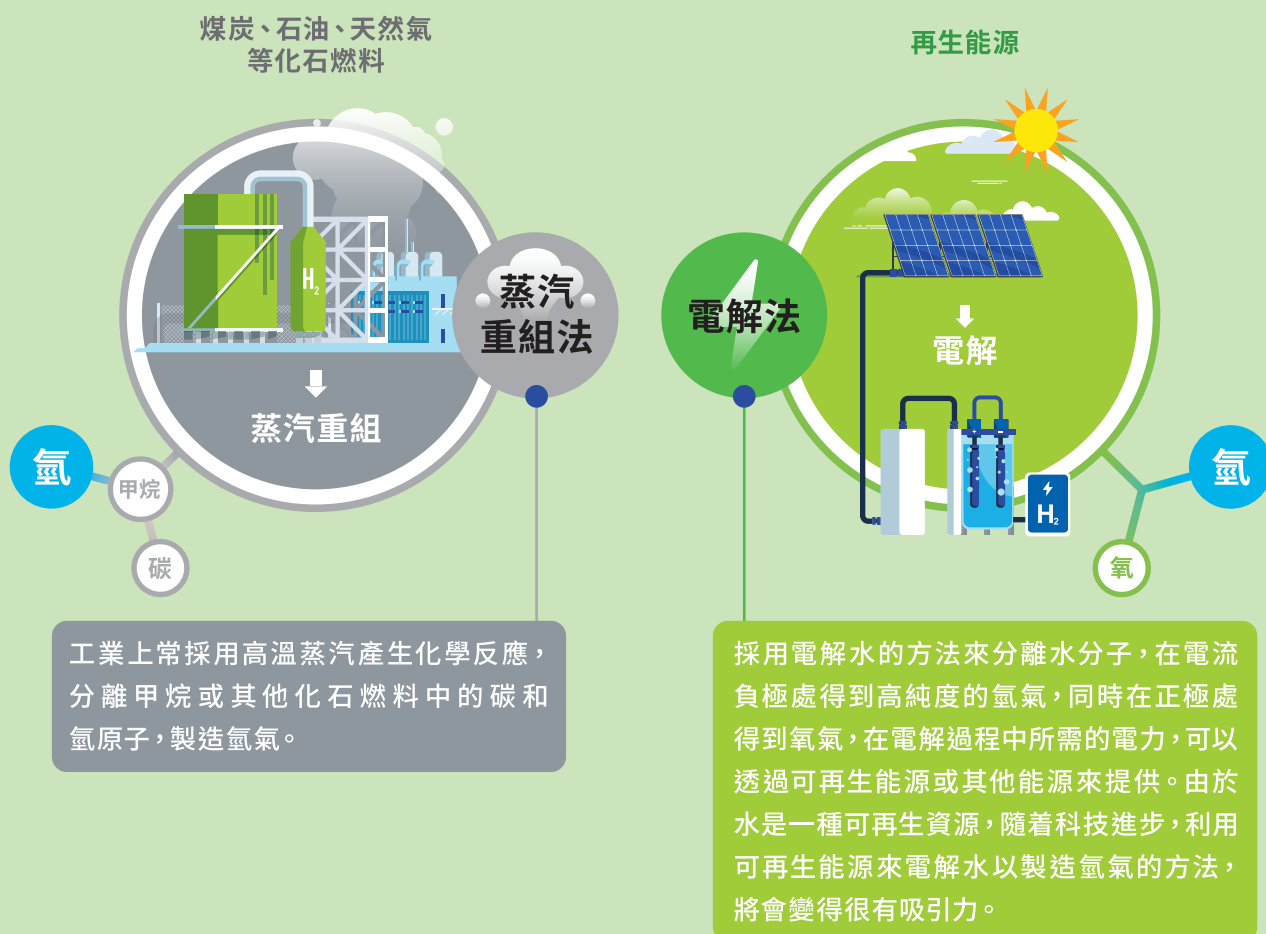 煤炭、石油、天然氣
等化石燃料
H2
蒸汽重組
蒸汽
重組法
氫
甲烷
碳
工業上常採用高溫蒸汽產生化學反應，
分離甲烷或其他化石燃料中的碳和
氫原子，製造氫氣。
再生能源
電解法
電解
+ −
H2
氫
氧
採用電解水的方法來分離水分子，在電流
負極處得到高純度的氫氣，同時在正極處
得到氧氣，在電解過程中所需的電力，可以
透過可再生能源或其他能源來提供。由於
水是一種可再生資源，隨着科技進步，利用
可再生能源來電解水以製造氫氣的方法，
將會變得很有吸引力。